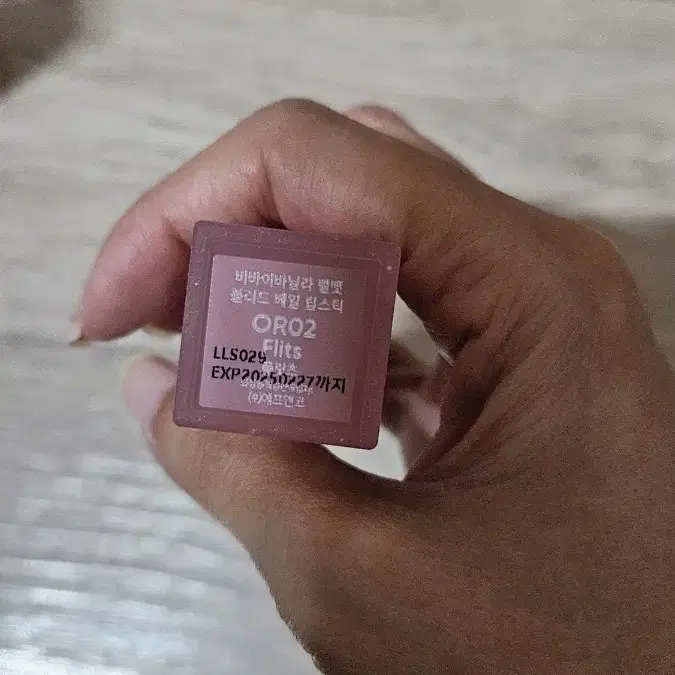 비바이바닐라 벨벳
블러드 베일 립스틱
OR02
Flits
LLS029
EXP20250227까지
(주)에프앤코